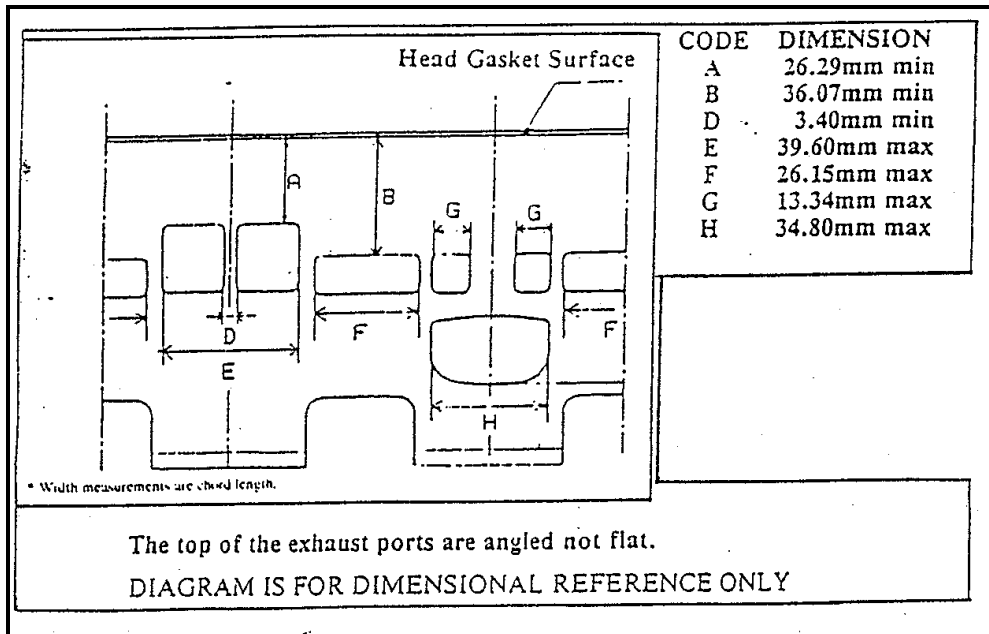 Head Gasket Surface
CODE DIMENSION
A 26.29mm min
B 36.07mm min
D 3.40mm min
E 39.60mm max
F 26.15mm max
G 13.34mm max
H 34.80mm max
A
B
G
G
D
E
F
F
H
* Width measurements are chord length.
The top of the exhaust ports are angled not flat.
DIAGRAM IS FOR DIMENSIONAL REFERENCE ONLY